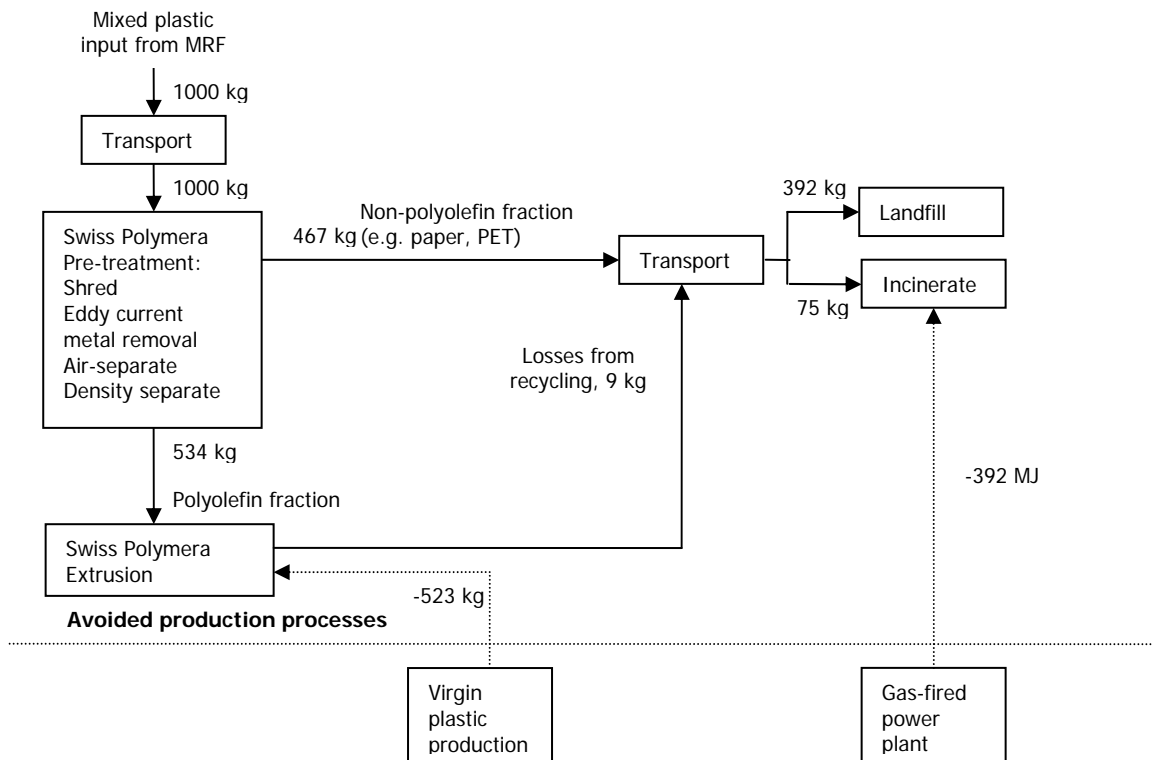 Mixed plastic
input from MRF
1000 kg
Transport
1000 kg
Swiss Polymera
Pre-treatment:
Shred
Eddy current
metal removal
Air-separate
Density separate
Non-polyolefin fraction
467 kg (e.g. paper, PET)
Transport
392 kg
Landfill
Incinerate
75 kg
Losses from
recycling, 9 kg
534 kg
Polyolefin fraction
-392 MJ
Swiss Polymera
Extrusion
-523 kg
Avoided production processes
Virgin
plastic
production
Gas-fired
power
plant